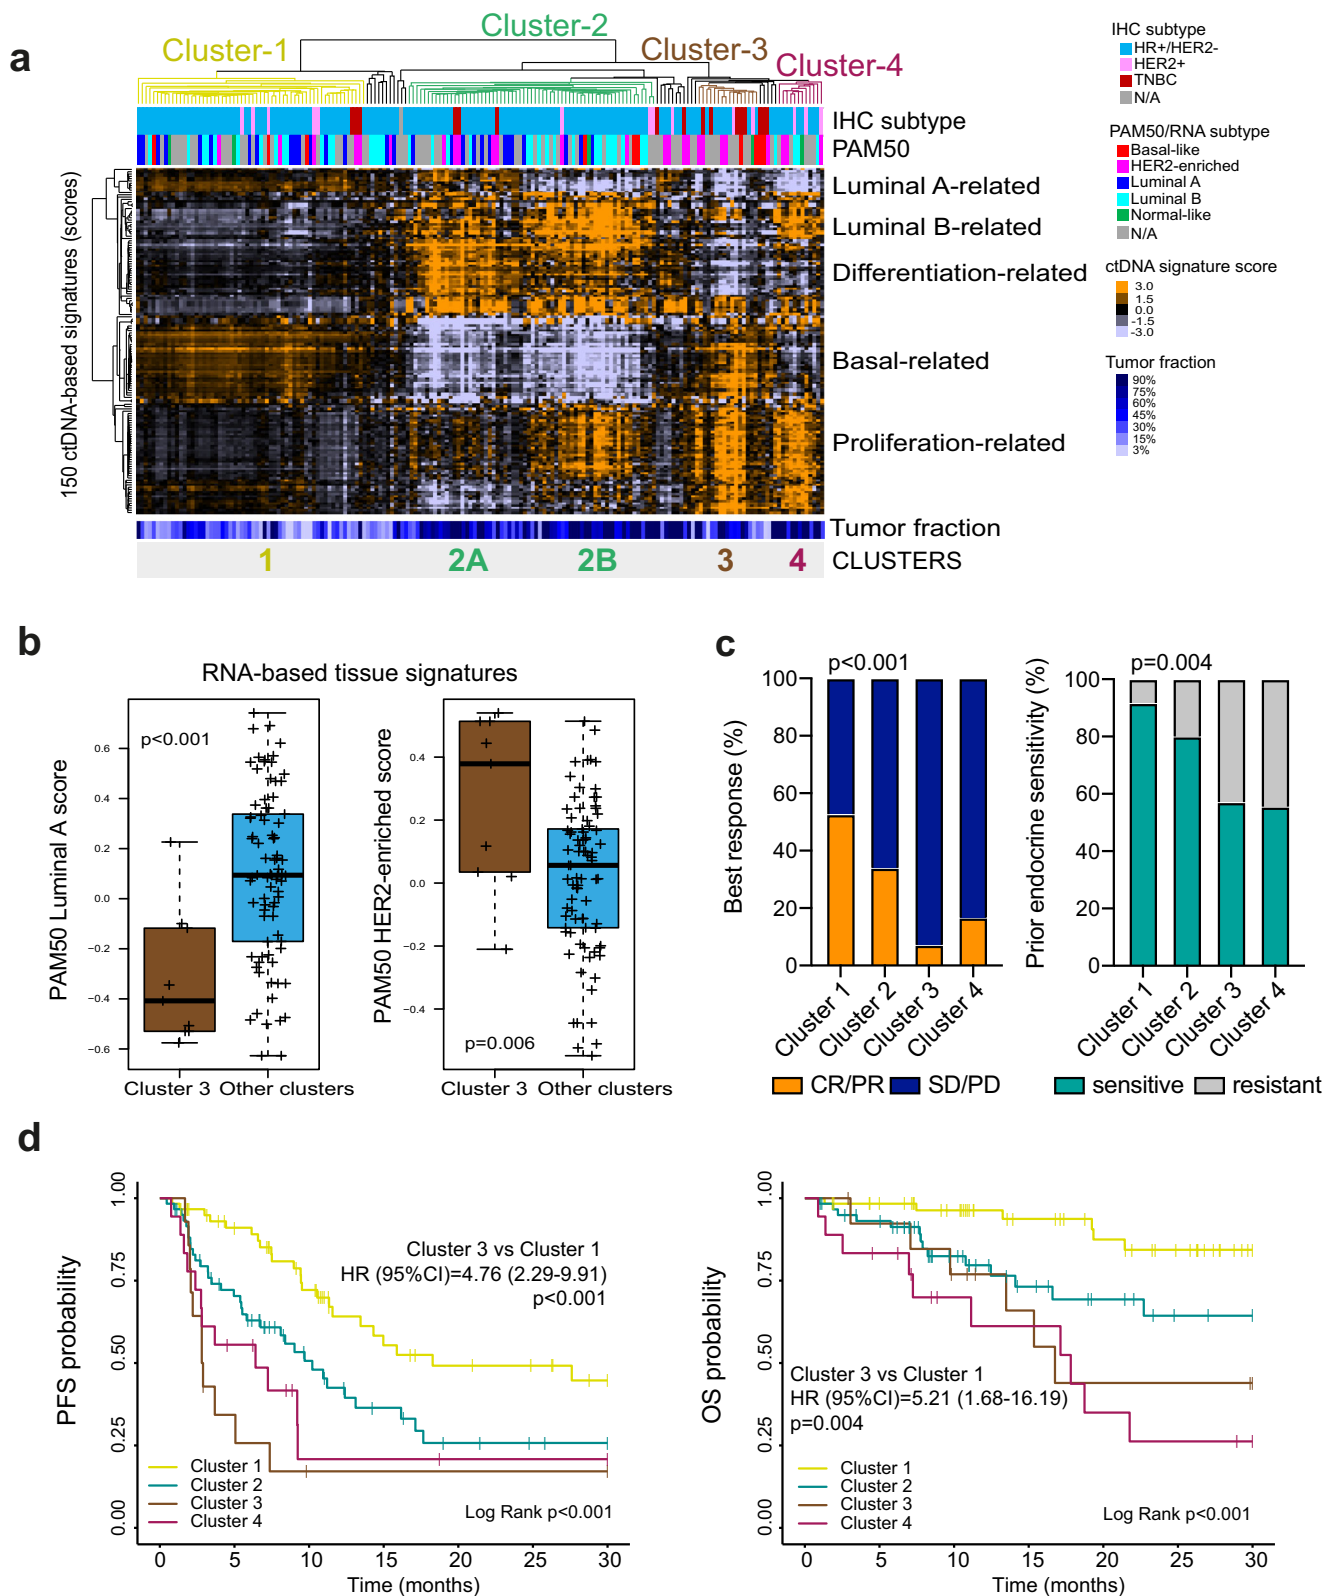 a
Cluster-1
Cluster-2
Cluster-3
Cluster-4
IHC subtype
PAM50
150 ctDNA-based signatures (scores)
Luminal A-related
Luminal B-related
Differentiation-related
Basal-related
Proliferation-related
Tumor fraction
1 2A 2B 3 4 CLUSTERS
IHC subtype
HR+/HER2-
HER2+
TNBC
N/A
PAM50/RNA subtype
Basal-like
HER2-enriched
Luminal A
Luminal B
Normal-like
N/A
ctDNA signature score
3.0
1.5
0.0
-1.5
-3.0
Tumor fraction
90%
75%
60%
45%
30%
15%
3%
b
RNA-based tissue signatures
PAM50 Luminal A score
0.6
0.4
0.2
0.0
−0.2
−0.4
−0.6
p<0.001
Cluster 3 Other clusters
PAM50 HER2-enriched score
0.4
0.2
0.0
−0.2
−0.4
p=0.006
Cluster 3 Other clusters
c
p<0.001
Best response (%)
100
80
60
40
20
0
Cluster 1
Cluster 2
Cluster 3
Cluster 4
CR/PR SD/PD
p=0.004
Prior endocrine sensitivity (%)
100
80
60
40
20
0
Cluster 1
Cluster 2
Cluster 3
Cluster 4
sensitive resistant
d
PFS probability
1.00
0.75
0.50
0.25
0.00
Cluster 3 vs Cluster 1
HR (95%CI)=4.76 (2.29-9.91)
p<0.001
Cluster 1
Cluster 2
Cluster 3
Cluster 4
Log Rank p<0.001
0 5 10 15 20 25 30
Time (months)
OS probability
1.00
0.75
0.50
0.25
0.00
Cluster 3 vs Cluster 1
HR (95%CI)=5.21 (1.68-16.19)
p=0.004
Cluster 1
Cluster 2
Cluster 3
Cluster 4
Log Rank p<0.001
0 5 10 15 20 25 30
Time (months)